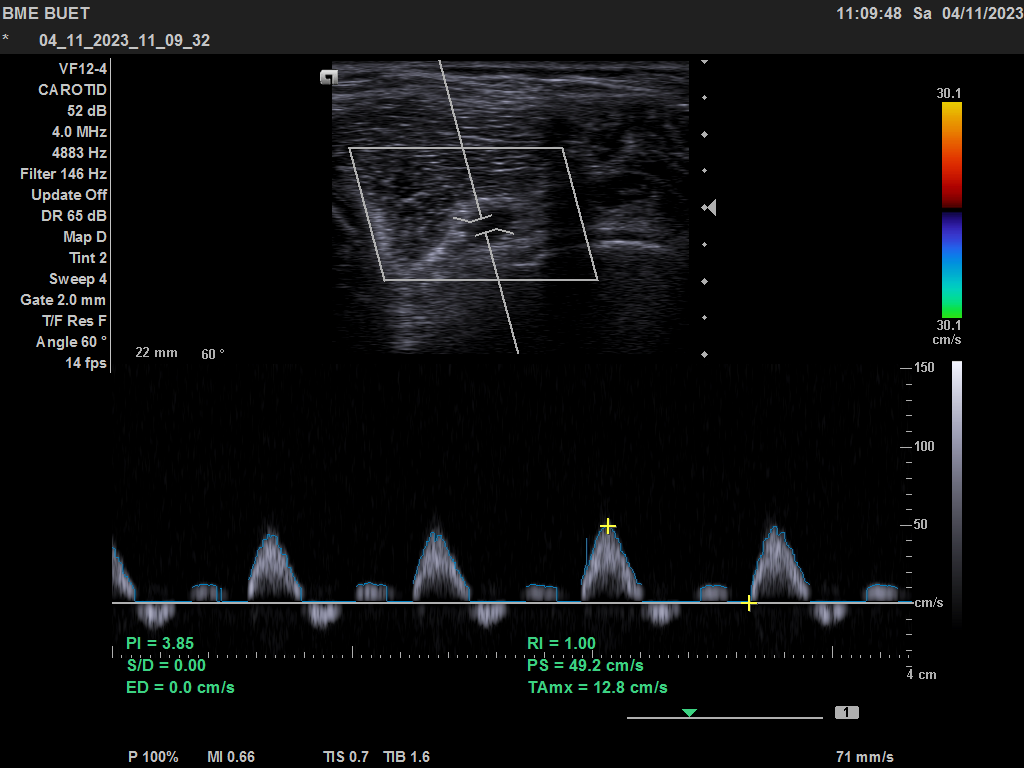 BME BUET
11:09:48 Sa 04/11/2023
* 04_11_2023_11_09_32
VF12-4
CAROTID
52 dB
4.0 MHz
4883 Hz
Filter 146 Hz
Update Off
DR 65 dB
Map D
Tint 2
Sweep 4
Gate 2.0 mm
T/F Res F
Angle 60 °
14 fps
22 mm 60 °
30.1
30.1
cm/s
150
100
50
cm/s
4 cm
PI = 3.85
S/D = 0.00
ED = 0.0 cm/s
RI = 1.00
PS = 49.2 cm/s
TAmx = 12.8 cm/s
1
P 100% MI 0.66 TIS 0.7 TIB 1.6 71 mm/s